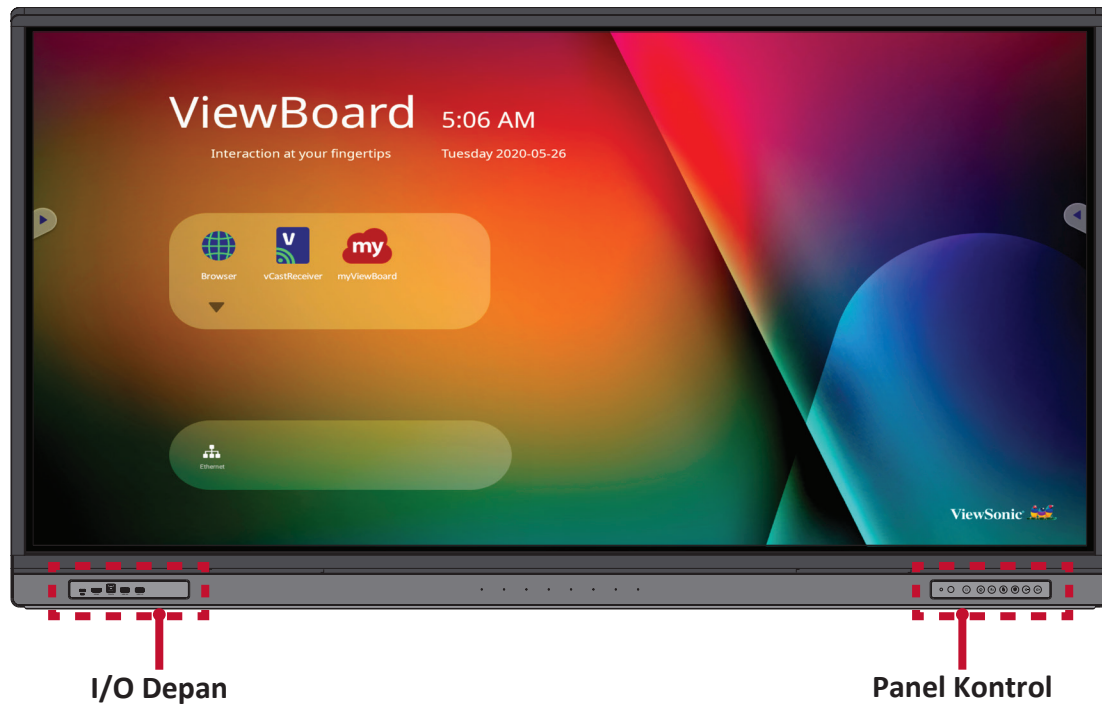 ViewBoard 5:06 AM
Interaction at your fingertips Tuesday 2020-05-26
V my
Browser vCastReceiver myViewBoard
Ethernet
ViewSonic
I/O Depan
Panel Kontrol